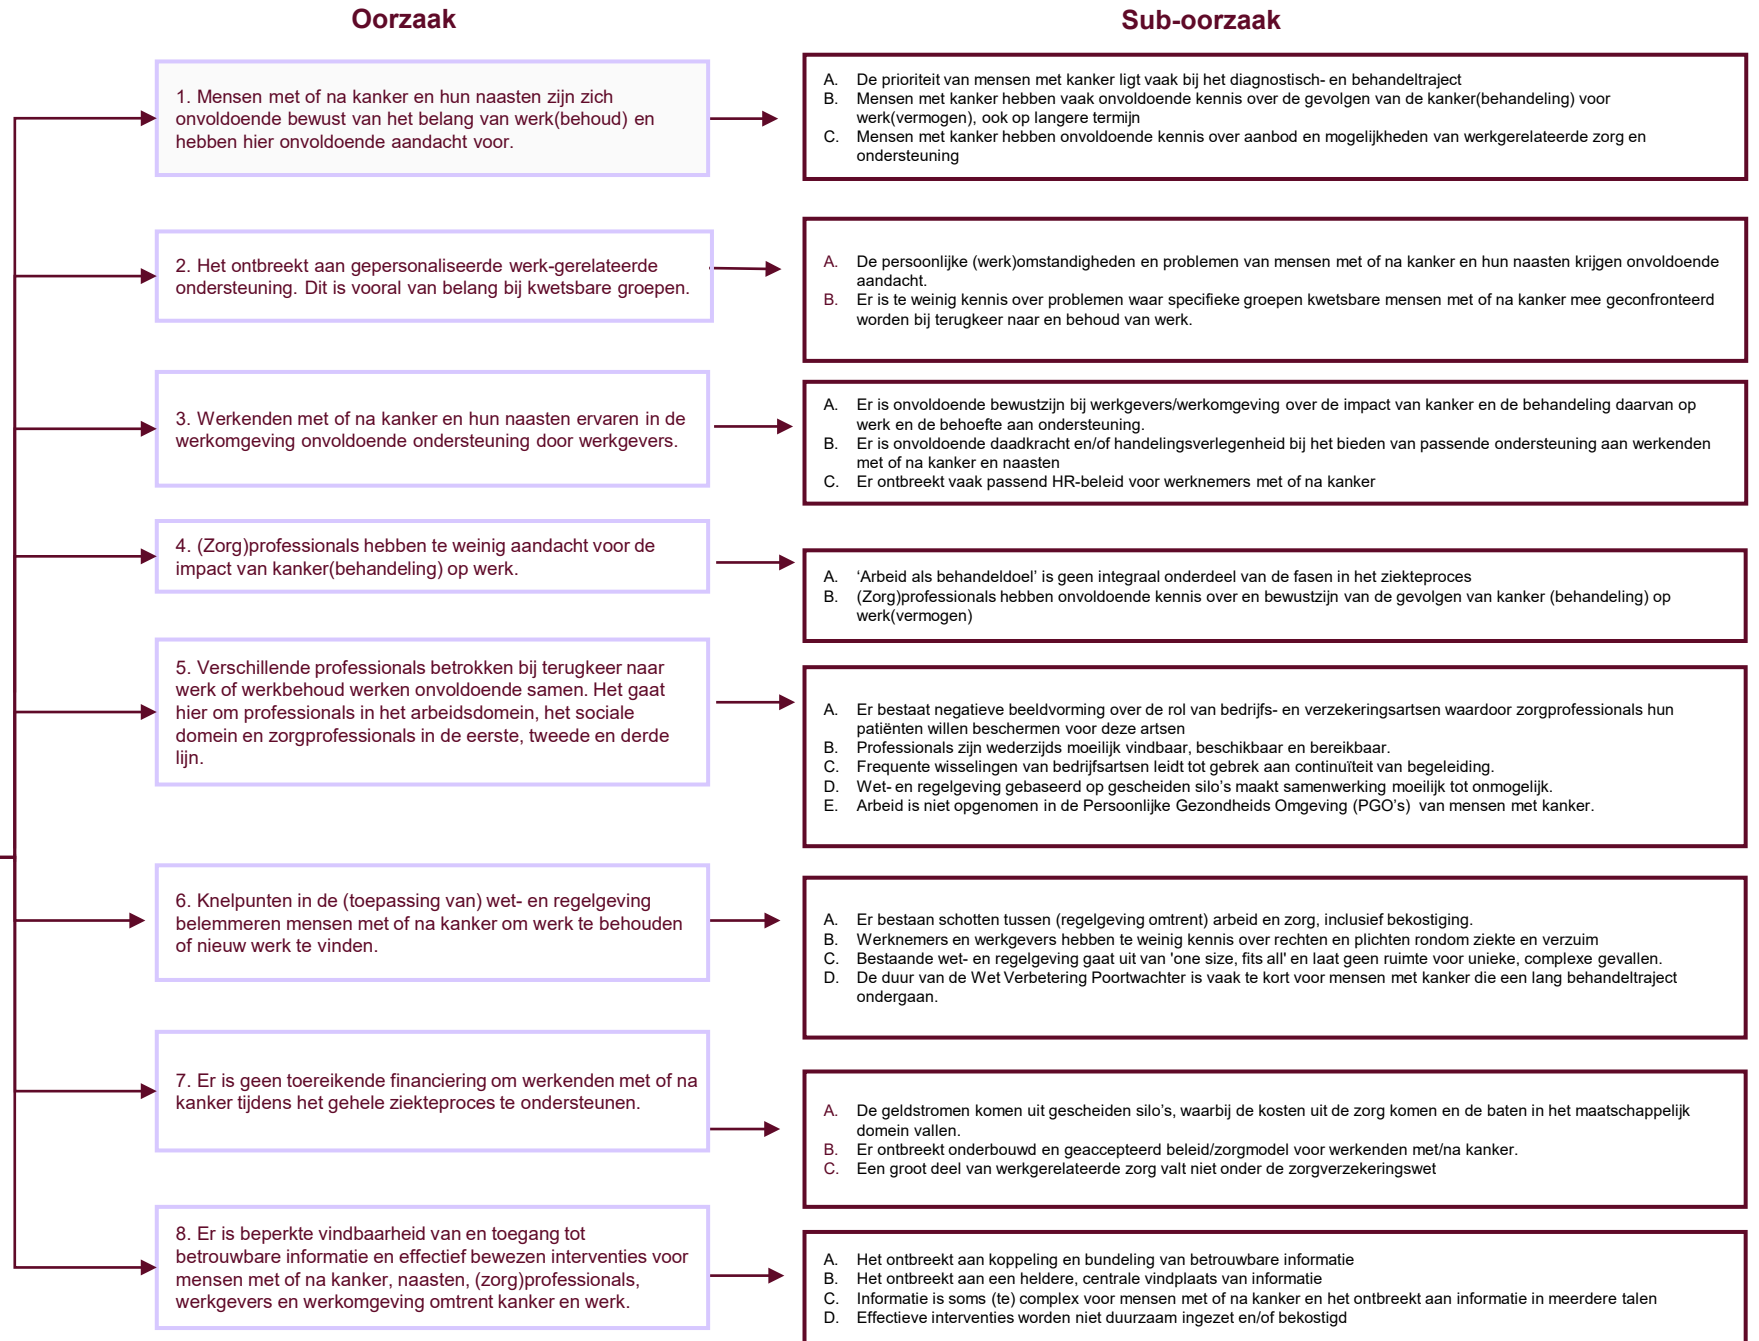 Oorzaak
Sub-oorzaak
1. Mensen met of na kanker en hun naasten zijn zich
onvoldoende bewust van het belang van werk(behoud) en
hebben hier onvoldoende aandacht voor.
A. De prioriteit van mensen met kanker ligt vaak bij het diagnostisch- en behandeltraject
B. Mensen met kanker hebben vaak onvoldoende kennis over de gevolgen van de kanker(behandeling) voor
werk(vermogen), ook op langere termijn
C. Mensen met kanker hebben onvoldoende kennis over aanbod en mogelijkheden van werkgerelateerde zorg en
ondersteuning
2. Het ontbreekt aan gepersonaliseerde werk-gerelateerde
ondersteuning. Dit is vooral van belang bij kwetsbare groepen.
A. De persoonlijke (werk)omstandigheden en problemen van mensen met of na kanker en hun naasten krijgen onvoldoende
aandacht.
B. Er is te weinig kennis over problemen waar specifieke groepen kwetsbare mensen met of na kanker mee geconfronteerd
worden bij terugkeer naar en behoud van werk.
3. Werkenden met of na kanker en hun naasten ervaren in de
werkomgeving onvoldoende ondersteuning door werkgevers.
A. Er is onvoldoende bewustzijn bij werkgevers/werkomgeving over de impact van kanker en de behandeling daarvan op
werk en de behoefte aan ondersteuning.
B. Er is onvoldoende daadkracht en/of handelingsverlegenheid bij het bieden van passende ondersteuning aan werkenden
met of na kanker en naasten
C. Er ontbreekt vaak passend HR-beleid voor werknemers met of na kanker
4. (Zorg)professionals hebben te weinig aandacht voor de
impact van kanker(behandeling) op werk.
A. ‘Arbeid als behandeldoel’ is geen integraal onderdeel van de fasen in het ziekteproces
B. (Zorg)professionals hebben onvoldoende kennis over en bewustzijn van de gevolgen van kanker (behandeling) op
werk(vermogen)
5. Verschillende professionals betrokken bij terugkeer naar
werk of werkbehoud werken onvoldoende samen. Het gaat
hier om professionals in het arbeidsdomein, het sociale
domein en zorgprofessionals in de eerste, tweede en derde
lijn.
A. Er bestaat negatieve beeldvorming over de rol van bedrijfs- en verzekeringsartsen waardoor zorgprofessionals hun
patiënten willen beschermen voor deze artsen
B. Professionals zijn wederzijds moeilijk vindbaar, beschikbaar en bereikbaar.
C. Frequente wisselingen van bedrijfsartsen leidt tot gebrek aan continuïteit van begeleiding.
D. Wet- en regelgeving gebaseerd op gescheiden silo’s maakt samenwerking moeilijk tot onmogelijk.
E. Arbeid is niet opgenomen in de Persoonlijke Gezondheids Omgeving (PGO’s) van mensen met kanker.
6. Knelpunten in de (toepassing van) wet- en regelgeving
belemmeren mensen met of na kanker om werk te behouden
of nieuw werk te vinden.
A. Er bestaan schotten tussen (regelgeving omtrent) arbeid en zorg, inclusief bekostiging.
B. Werknemers en werkgevers hebben te weinig kennis over rechten en plichten rondom ziekte en verzuim
C. Bestaande wet- en regelgeving gaat uit van 'one size, fits all' en laat geen ruimte voor unieke, complexe gevallen.
D. De duur van de Wet Verbetering Poortwachter is vaak te kort voor mensen met kanker die een lang behandeltraject
ondergaan.
7. Er is geen toereikende financiering om werkenden met of na
kanker tijdens het gehele ziekteproces te ondersteunen.
A. De geldstromen komen uit gescheiden silo’s, waarbij de kosten uit de zorg komen en de baten in het maatschappelijk
domein vallen.
B. Er ontbreekt onderbouwd en geaccepteerd beleid/zorgmodel voor werkenden met/na kanker.
C. Een groot deel van werkgerelateerde zorg valt niet onder de zorgverzekeringswet
8. Er is beperkte vindbaarheid van en toegang tot
betrouwbare informatie en effectief bewezen interventies voor
mensen met of na kanker, naasten, (zorg)professionals,
werkgevers en werkomgeving omtrent kanker en werk.
A. Het ontbreekt aan koppeling en bundeling van betrouwbare informatie
B. Het ontbreekt aan een heldere, centrale vindplaats van informatie
C. Informatie is soms (te) complex voor mensen met of na kanker en het ontbreekt aan informatie in meerdere talen
D. Effectieve interventies worden niet duurzaam ingezet en/of bekostigd